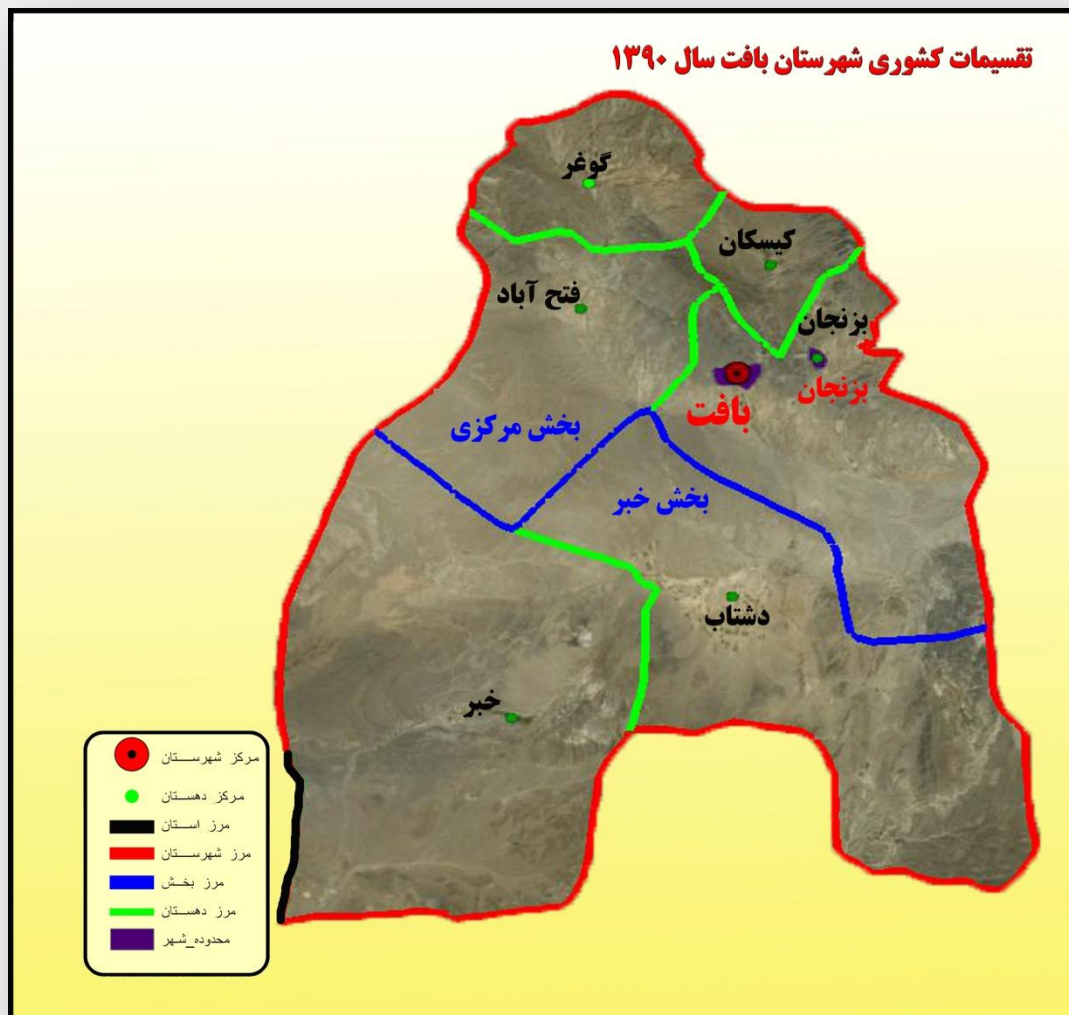 تقسیمات کشوری شهرستان بافت سال ۱۳۹۰
گوغر
کیسکان
فتح آباد
بزنجان
بزنجان
بافت
بخش مرکزی
بخش خبر
دشتاب
خبر
مرکز شهرستان
مرکز دهستان
مرز استان
مرز شهرستان
مرز بخش
مرز دهستان
محدوده_شهر